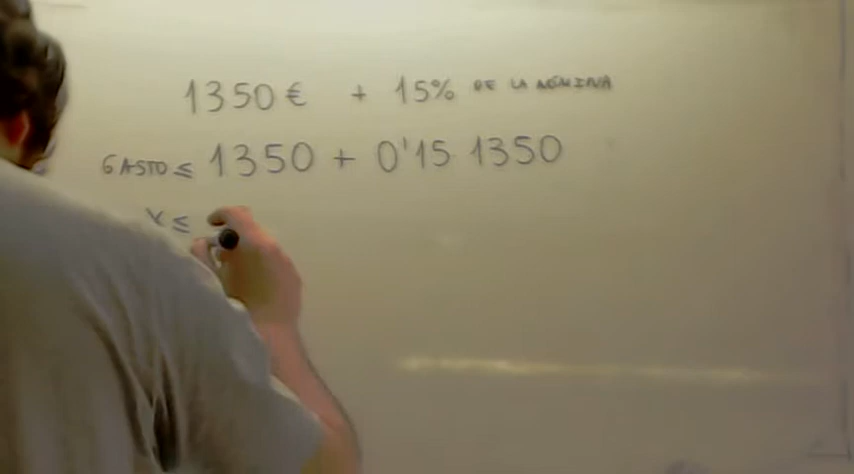 1350 € + 15% DE LA NÓMINA
GASTO ≤ 1350 + 0'15 1350
x ≤